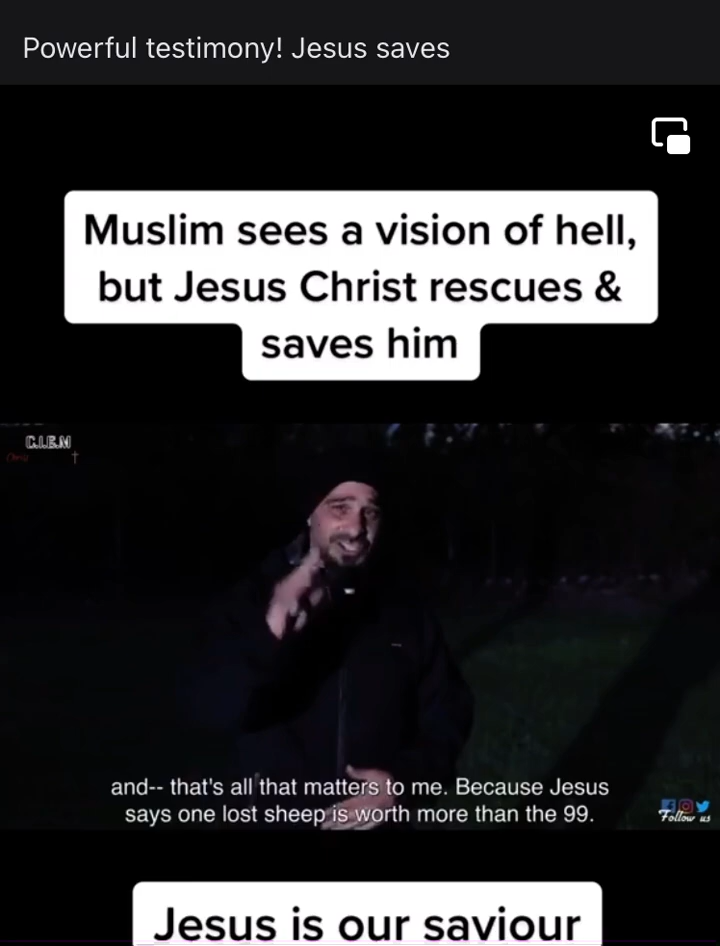 Powerful testimony! Jesus saves
Muslim sees a vision of hell,
but Jesus Christ rescues &
saves him
C.I.E.M
and-- that's all that matters to me. Because Jesus
says one lost sheep is worth more than the 99.
Follow us
Jesus is our saviour